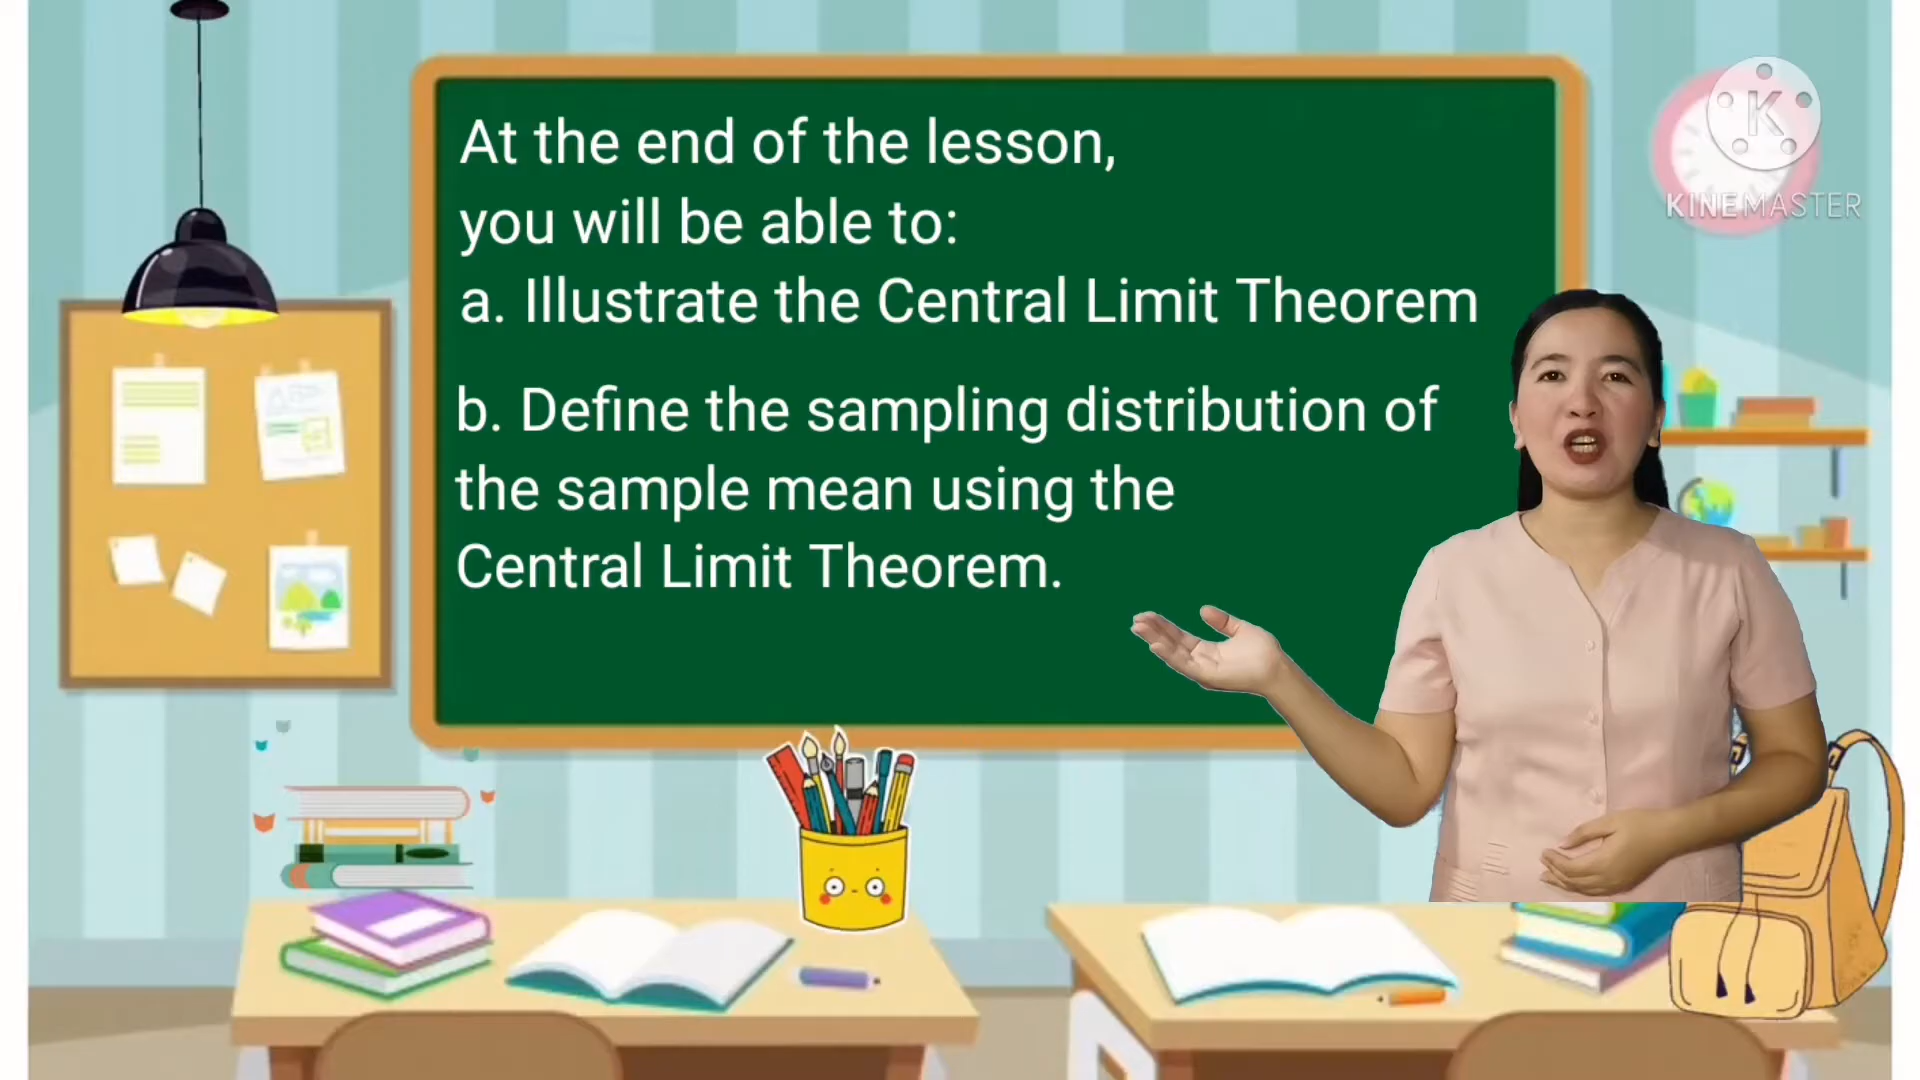 At the end of the lesson,
you will be able to:
a. Illustrate the Central Limit Theorem
b. Define the sampling distribution of
the sample mean using the
Central Limit Theorem.
K
KINEMASTER